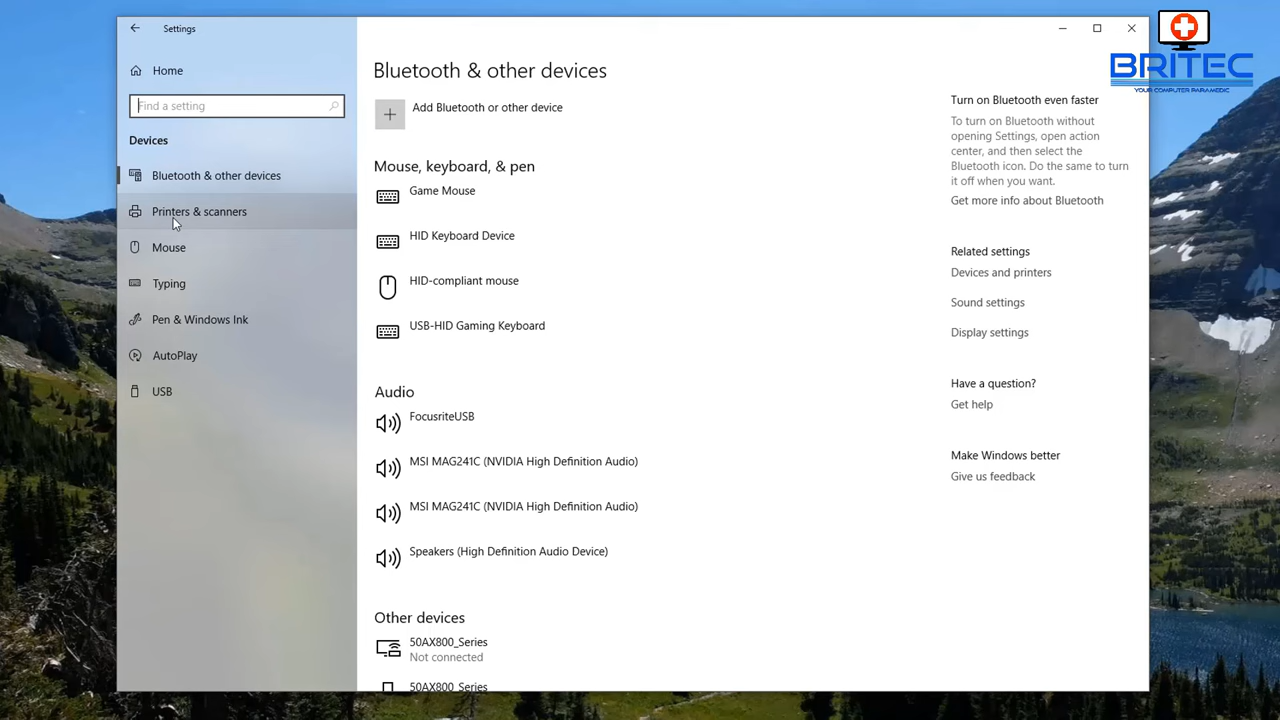 Settings
BRITEC
YOUR COMPUTER PARAMEDIC
Home
Find a setting
Devices
Bluetooth & other devices
Printers & scanners
Mouse
Typing
Pen & Windows Ink
AutoPlay
USB
Bluetooth & other devices
Add Bluetooth or other device
Mouse, keyboard, & pen
Game Mouse
HID Keyboard Device
HID-compliant mouse
USB-HID Gaming Keyboard
Audio
FocusriteUSB
MSI MAG241C (NVIDIA High Definition Audio)
MSI MAG241C (NVIDIA High Definition Audio)
Speakers (High Definition Audio Device)
Other devices
50AX800_Series
Not connected
50AX800_Series
Turn on Bluetooth even faster
To turn on Bluetooth without
opening Settings, open action
center, and then select the
Bluetooth icon. Do the same to turn
it off when you want.
Get more info about Bluetooth
Related settings
Devices and printers
Sound settings
Display settings
Have a question?
Get help
Make Windows better
Give us feedback